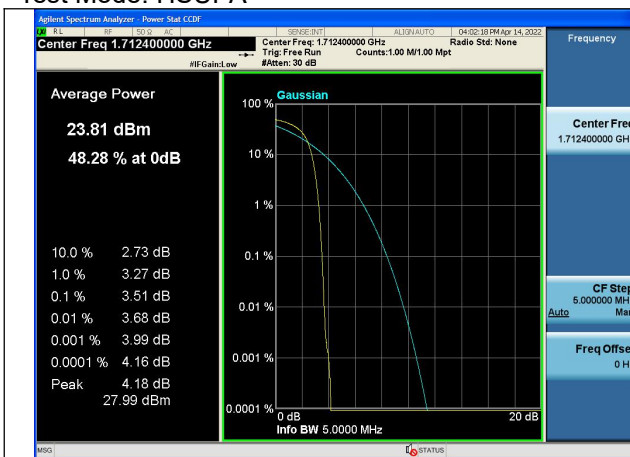 Agilent Spectrum Analyzer - Power Stat CCDF
RL RF 50 Ω AC SENSE:INT ALIGNAUTO 04:02:18 PM Apr 14, 2022
Center Freq 1.712400000 GHz
Center Freq: 1.712400000 GHz Radio Std: None
Trig: Free Run Counts:1.00 M/1.00 Mpt
#IFGain:Low #Atten: 30 dB
Frequency
Average Power
23.81 dBm
48.28 % at 0dB
10.0 % 2.73 dB
1.0 % 3.27 dB
0.1 % 3.51 dB
0.01 % 3.68 dB
0.001 % 3.99 dB
0.0001 % 4.16 dB
Peak 4.18 dB
27.99 dBm
Gaussian
100 %
10 %
1 %
0.1 %
0.01 %
0.001 %
0.0001 %
0 dB 20 dB
Info BW 5.0000 MHz
Center Fre
1.712400000 GH
CF Step
5.000000 MH
Auto Ma
Freq Offse
0 H
MSG STATUS